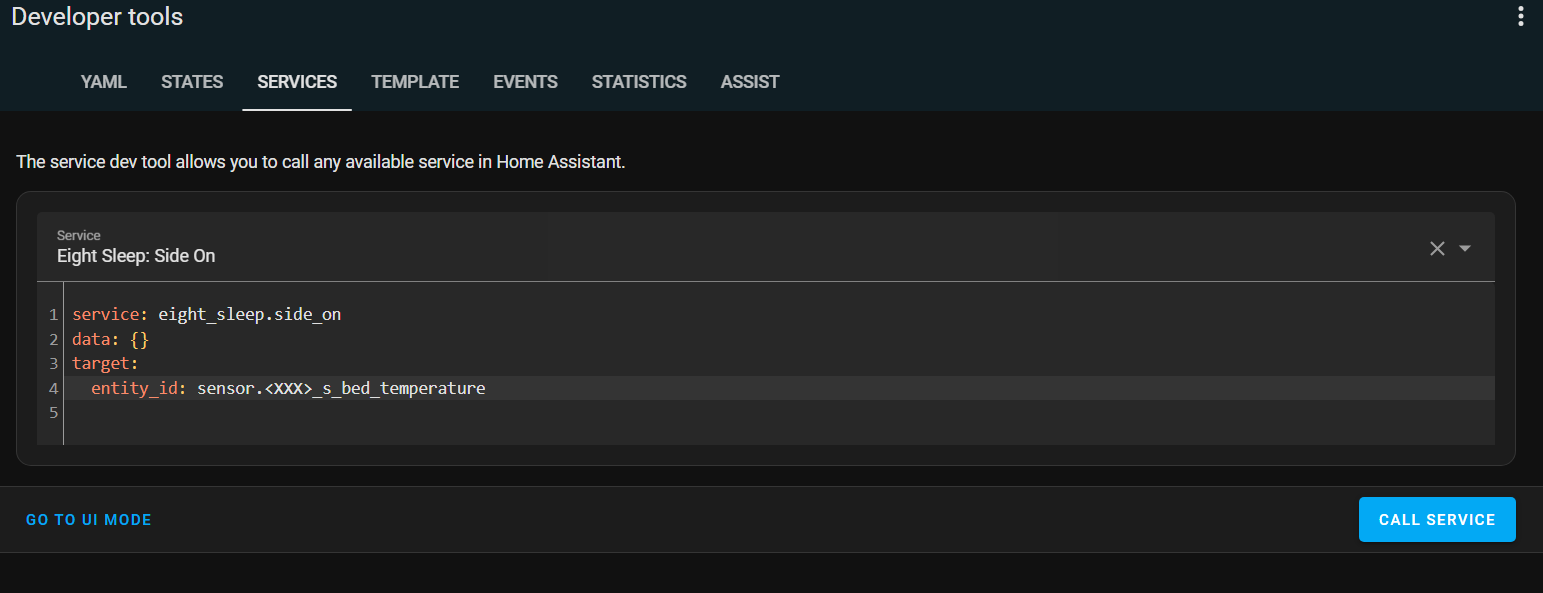 Developer tools
YAML STATES SERVICES TEMPLATE EVENTS STATISTICS ASSIST
The service dev tool allows you to call any available service in Home Assistant.
Service
Eight Sleep: Side On
1 service: eight_sleep.side_on
2 data: {}
3 target:
4   entity_id: sensor.<XXX>_s_bed_temperature
5
GO TO UI MODE CALL SERVICE